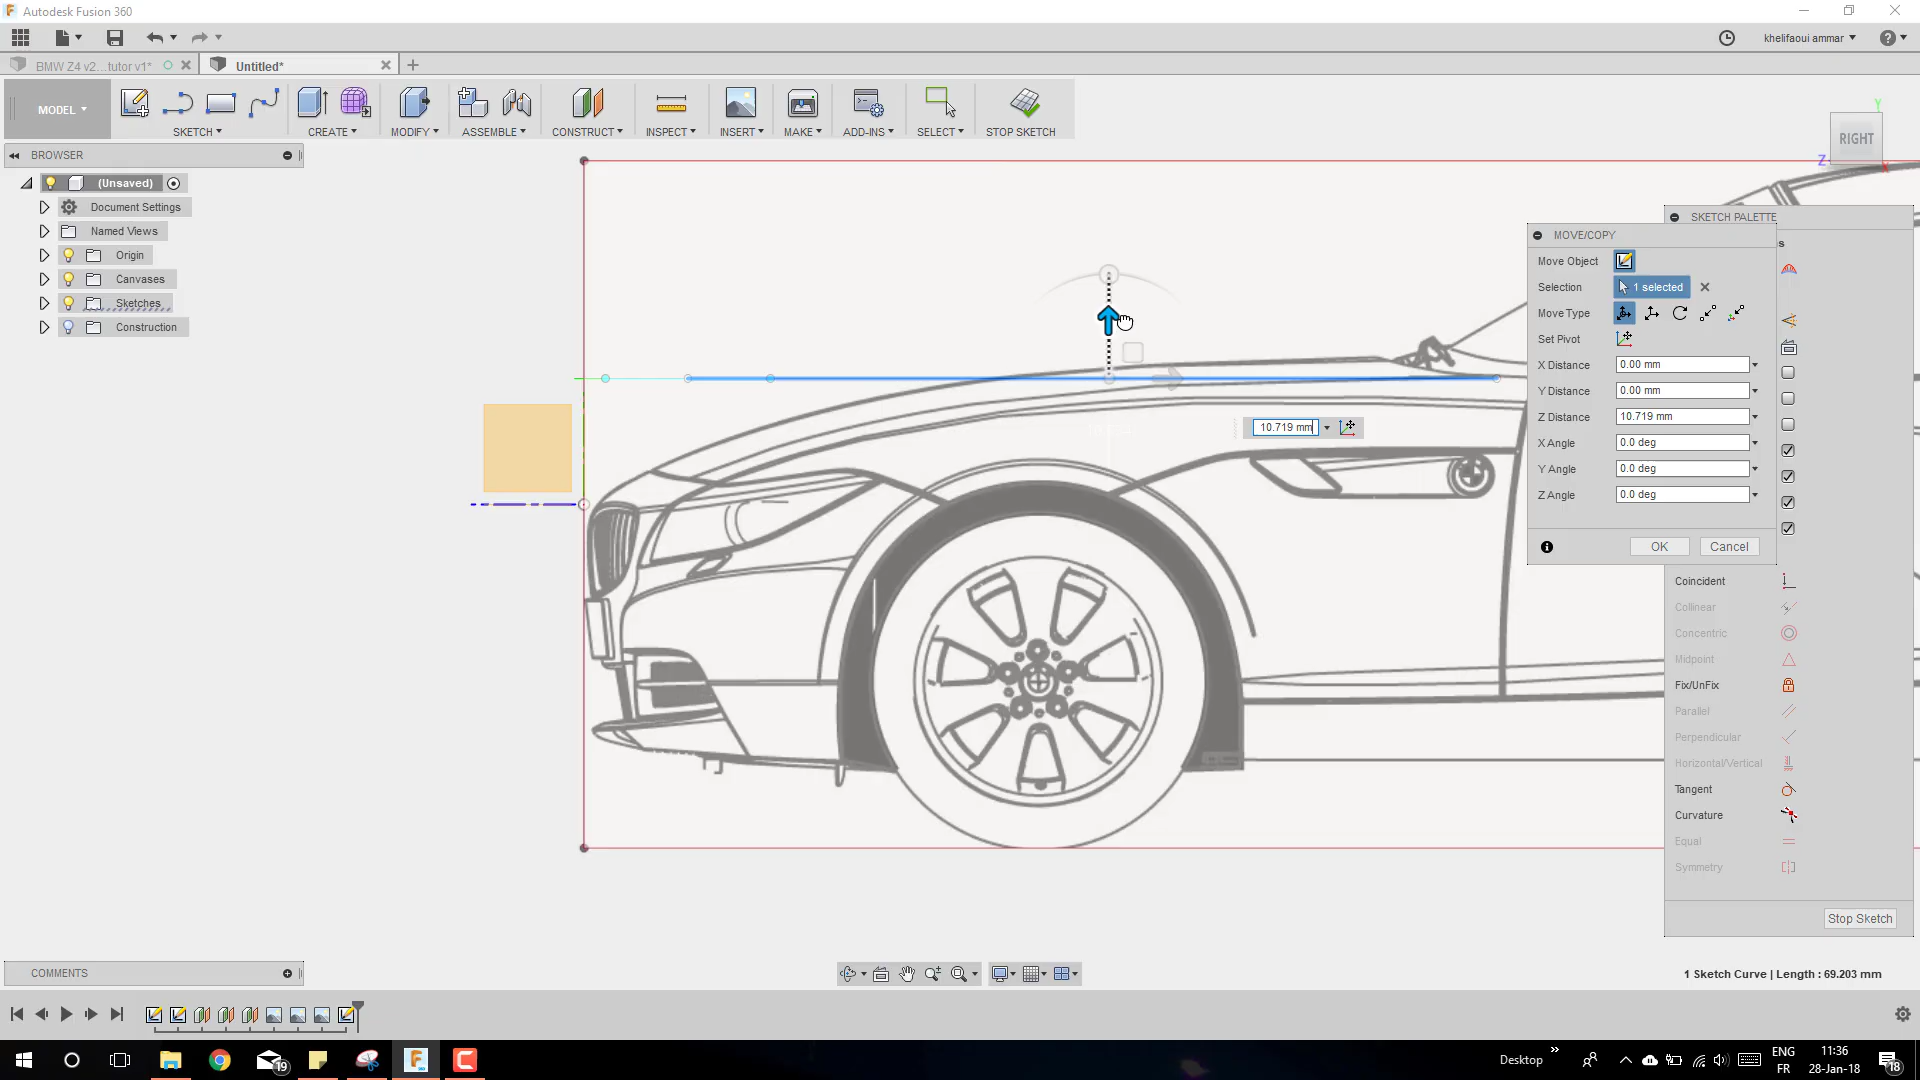 Autodesk Fusion 360
khelifaoui ammar
BMW Z4 v2...tutor v1*
Untitled*
MODEL
SKETCH
CREATE
MODIFY
ASSEMBLE
CONSTRUCT
INSPECT
INSERT
MAKE
ADD-INS
SELECT
STOP SKETCH
Y
RIGHT
Z
X
BROWSER
(Unsaved)
Document Settings
Named Views
Origin
Canvases
Sketches
Construction
SKETCH PALETTE
s
MOVE/COPY
Move Object
Selection
1 selected
Move Type
Set Pivot
X Distance
0.00 mm
Y Distance
0.00 mm
Z Distance
10.719 mm
X Angle
0.0 deg
Y Angle
0.0 deg
Z Angle
0.0 deg
OK
Cancel
10.719 mm
Coincident
Collinear
Concentric
Midpoint
Fix/UnFix
Parallel
Perpendicular
Horizontal/Vertical
Tangent
Curvature
Equal
Symmetry
Stop Sketch
COMMENTS
1 Sketch Curve | Length : 69.203 mm
19
Desktop
ENG
FR
11:36
28-Jan-18
18